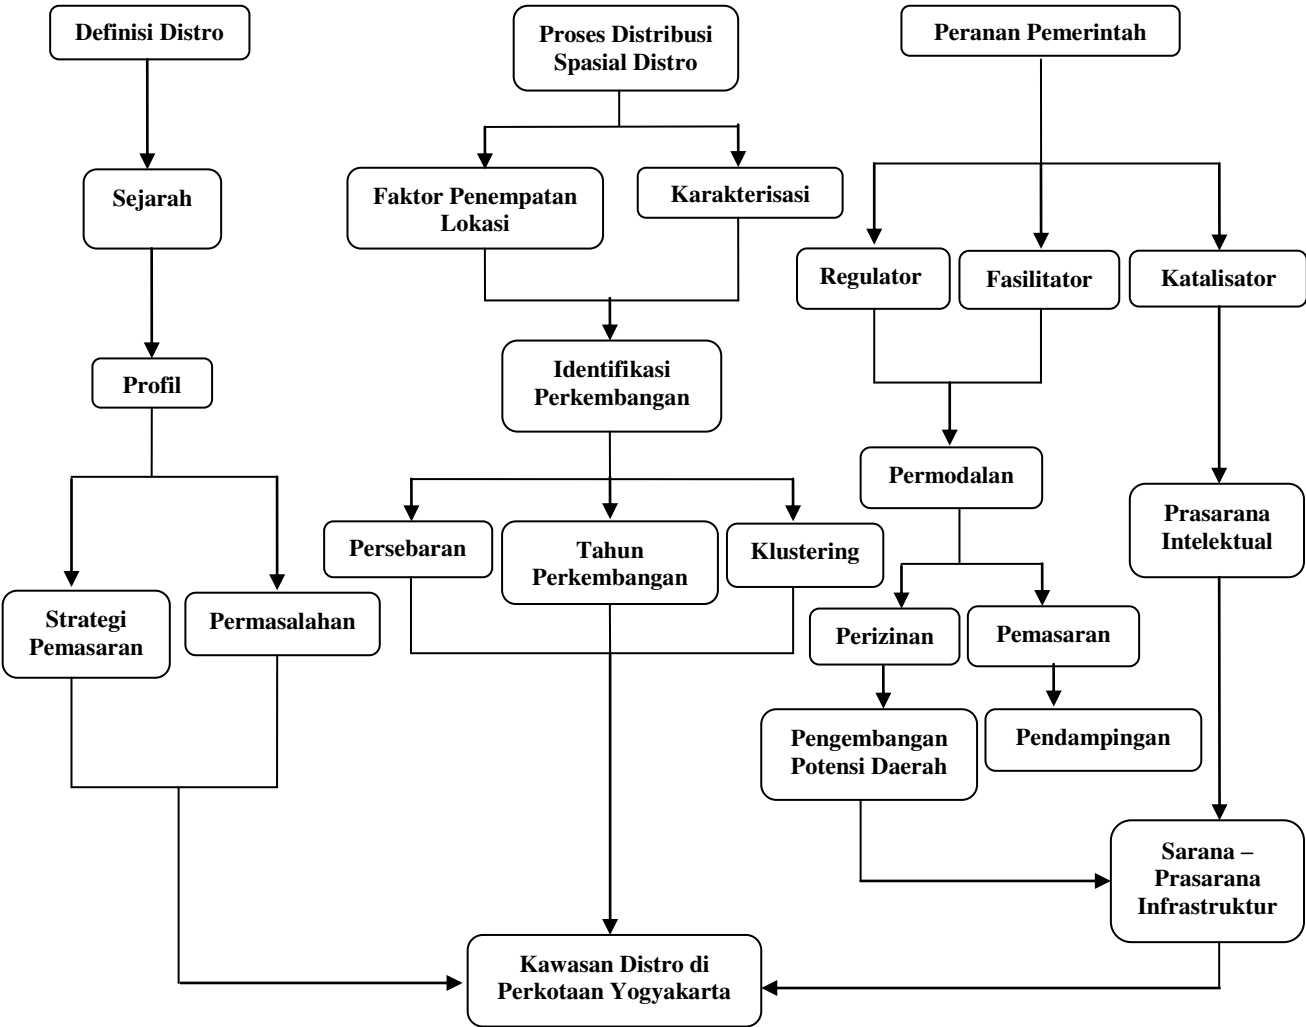 Definisi Distro
Proses Distribusi
Spasial Distro
Peranan Pemerintah
Sejarah
Faktor Penempatan
Lokasi
Karakterisasi
Regulator
Fasilitator
Katalisator
Profil
Identifikasi
Perkembangan
Permodalan
Prasarana
Intelektual
Persebaran
Tahun
Perkembangan
Klustering
Strategi
Pemasaran
Permasalahan
Perizinan
Pemasaran
Pengembangan
Potensi Daerah
Pendampingan
Sarana –
Prasarana
Infrastruktur
Kawasan Distro di
Perkotaan Yogyakarta